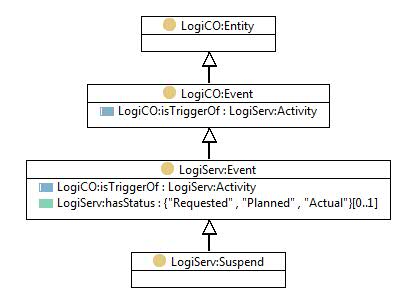 LogiCO:Entity
LogiCO:Event
LogiCO:isTriggerOf : LogiServ:Activity
LogiServ:Event
LogiCO:isTriggerOf : LogiServ:Activity
LogiServ:hasStatus : {"Requested" , "Planned" , "Actual"}[0..1]
LogiServ:Suspend